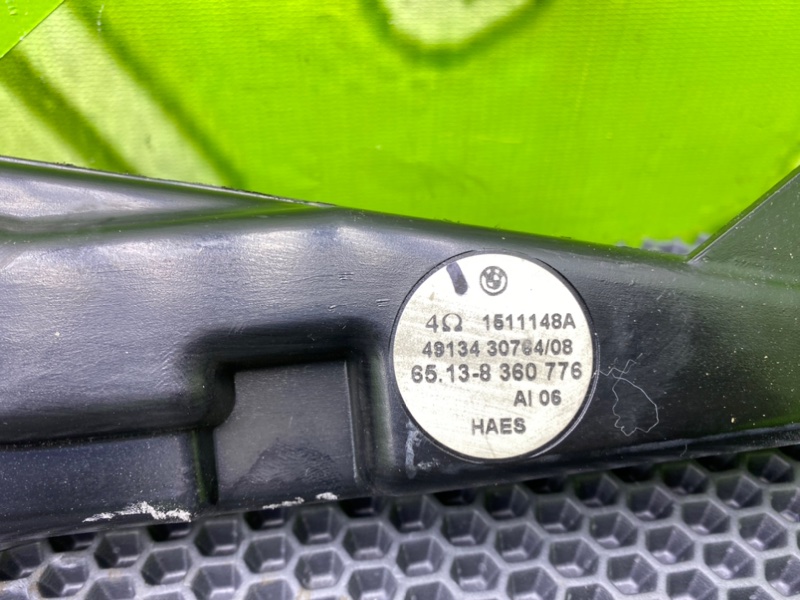 4Ω 1511148A
49134 30764/08
65.13-8 360 776
AI 06
HAES